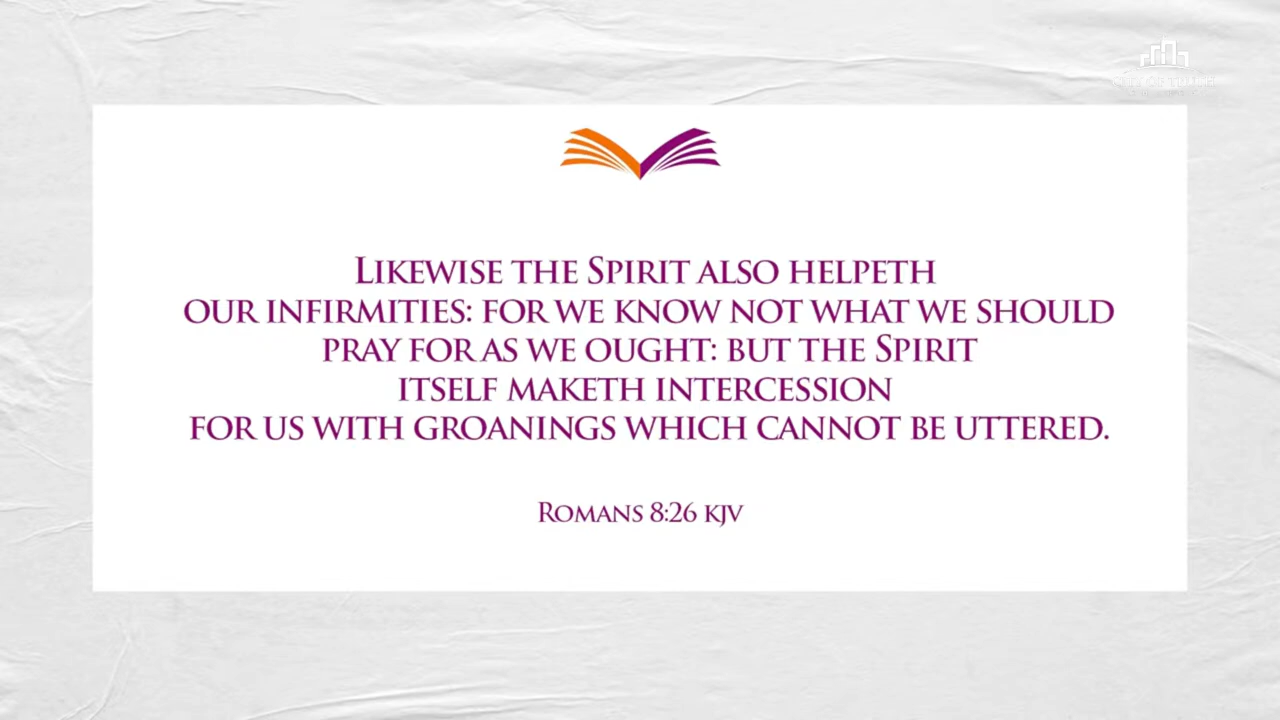 Likewise the Spirit also helpeth
our infirmities: for we know not what we should
pray for as we ought: but the Spirit
itself maketh intercession
for us with groanings which cannot be uttered.
Romans 8:26 KJV